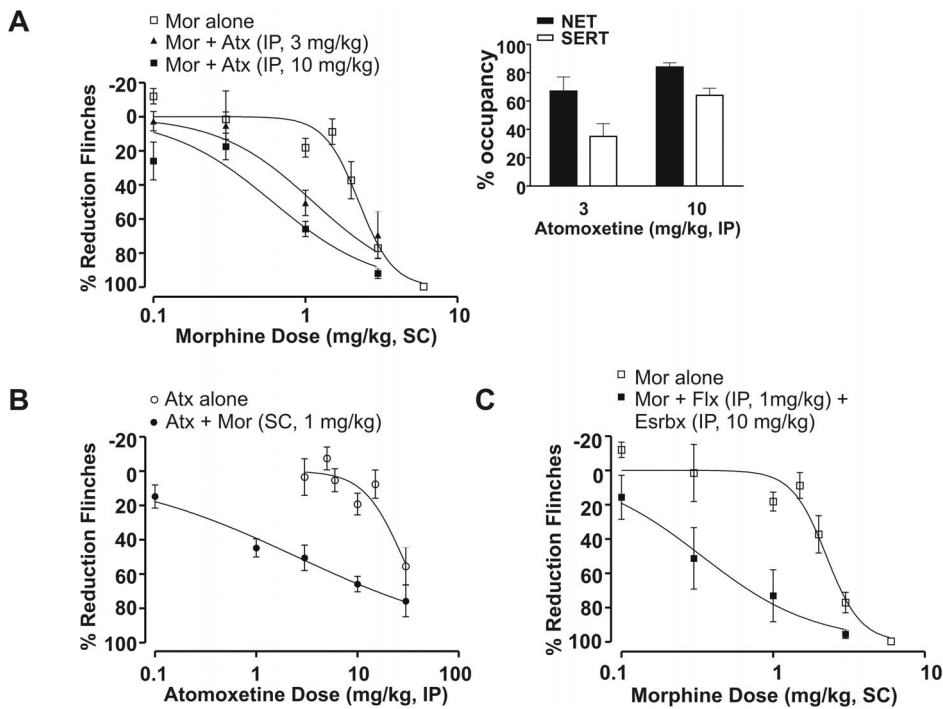 A
Mor alone
Mor + Atx (IP, 3 mg/kg)
Mor + Atx (IP, 10 mg/kg)
% Reduction Flinches
-20
0
20
40
60
80
100
0.1
1
10
Morphine Dose (mg/kg, SC)
NET
SERT
% occupancy
100
80
60
40
20
0
3
10
Atomoxetine (mg/kg, IP)
B
Atx alone
Atx + Mor (SC, 1 mg/kg)
% Reduction Flinches
-20
0
20
40
60
80
100
0.1
1
10
100
Atomoxetine Dose (mg/kg, IP)
C
Mor alone
Mor + Flx (IP, 1mg/kg) +
Esrbx (IP, 10 mg/kg)
% Reduction Flinches
-20
0
20
40
60
80
100
0.1
1
10
Morphine Dose (mg/kg, SC)